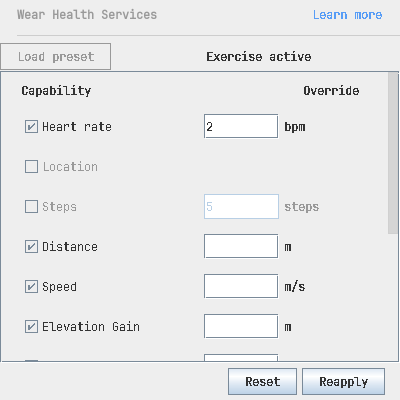 Wear Health Services Learn more
Load preset Exercise active
Capability Override
Heart rate 2 bpm
Location
Steps 5 steps
Distance m
Speed m/s
Elevation Gain m
Reset Reapply